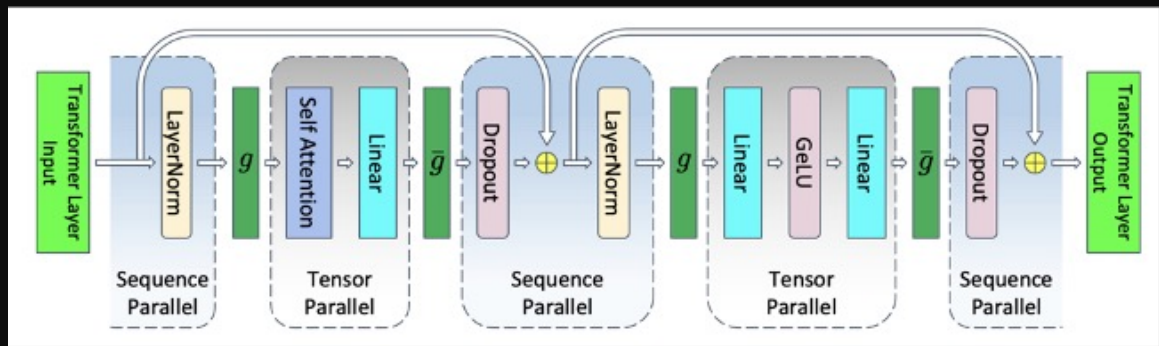 Transformer Layer
Input
LayerNorm
g
Self Attention
Linear
g̅
Dropout
LayerNorm
g
Linear
GeLU
Linear
g̅
Dropout
Transformer Layer
Output
Sequence
Parallel
Tensor
Parallel
Sequence
Parallel
Tensor
Parallel
Sequence
Parallel